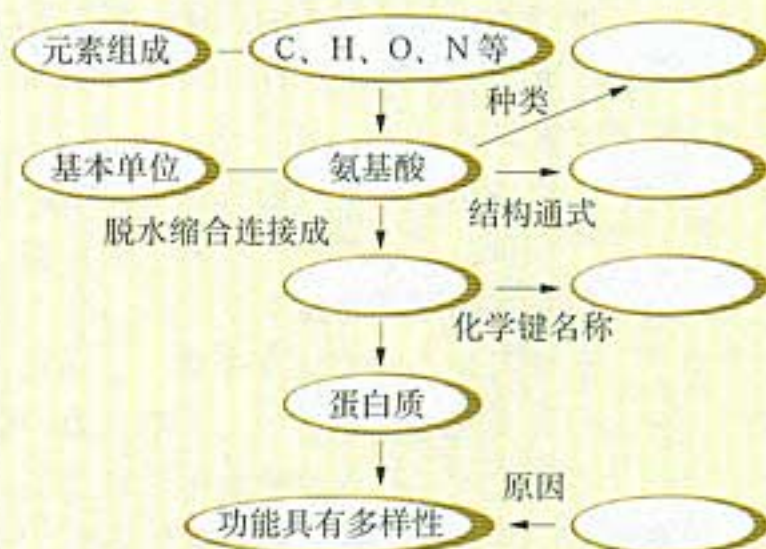 元素组成
C、H、O、N 等
种类
基本单位
氨基酸
结构通式
脱水缩合连接成
化学键名称
蛋白质
原因
功能具有多样性